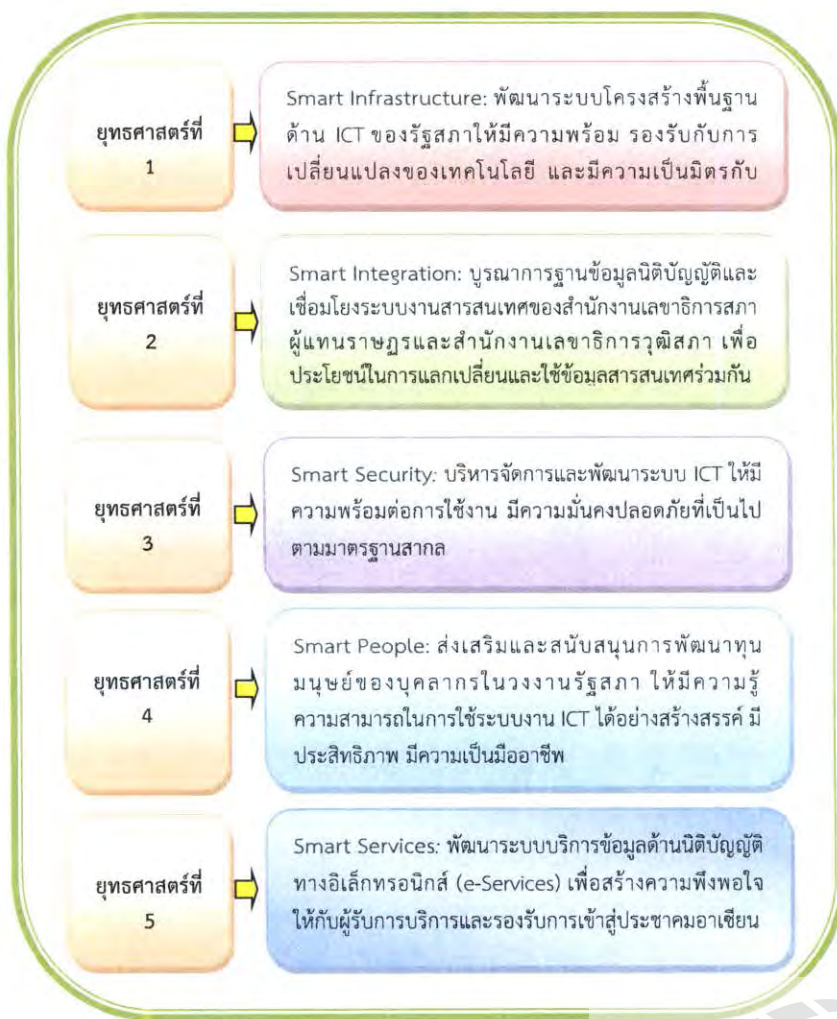 ยุทธศาสตร์ที่
1
Smart Infrastructure: พัฒนาระบบโครงสร้างพื้นฐาน
ด้าน ICT ของรัฐสภาให้มีความพร้อม รองรับกับการ
เปลี่ยนแปลงของเทคโนโลยี และมีความเป็นมิตรกับ
ยุทธศาสตร์ที่
2
Smart Integration: บูรณาการฐานข้อมูลนิติบัญญัติและ
เชื่อมโยงระบบงานสารสนเทศของสำนักงานเลขาธิการสภา
ผู้แทนราษฎรและสำนักงานเลขาธิการวุฒิสภา เพื่อ
ประโยชน์ในการแลกเปลี่ยนและใช้ข้อมูลสารสนเทศร่วมกัน
ยุทธศาสตร์ที่
3
Smart Security: บริหารจัดการและพัฒนาระบบ ICT ให้มี
ความพร้อมต่อการใช้งาน มีความมั่นคงปลอดภัยที่เป็นไป
ตามมาตรฐานสากล
ยุทธศาสตร์ที่
4
Smart People: ส่งเสริมและสนับสนุนการพัฒนาทุน
มนุษย์ของบุคลากรในวงงานรัฐสภา ให้มีความรู้
ความสามารถในการใช้ระบบงาน ICT ได้อย่างสร้างสรรค์ มี
ประสิทธิภาพ มีความเป็นมืออาชีพ
ยุทธศาสตร์ที่
5
Smart Services: พัฒนาระบบบริการข้อมูลด้านนิติบัญญัติ
ทางอิเล็กทรอนิกส์ (e-Services) เพื่อสร้างความพึงพอใจ
ให้กับผู้รับการบริการและรองรับการเข้าสู่ประชาคมอาเซียน